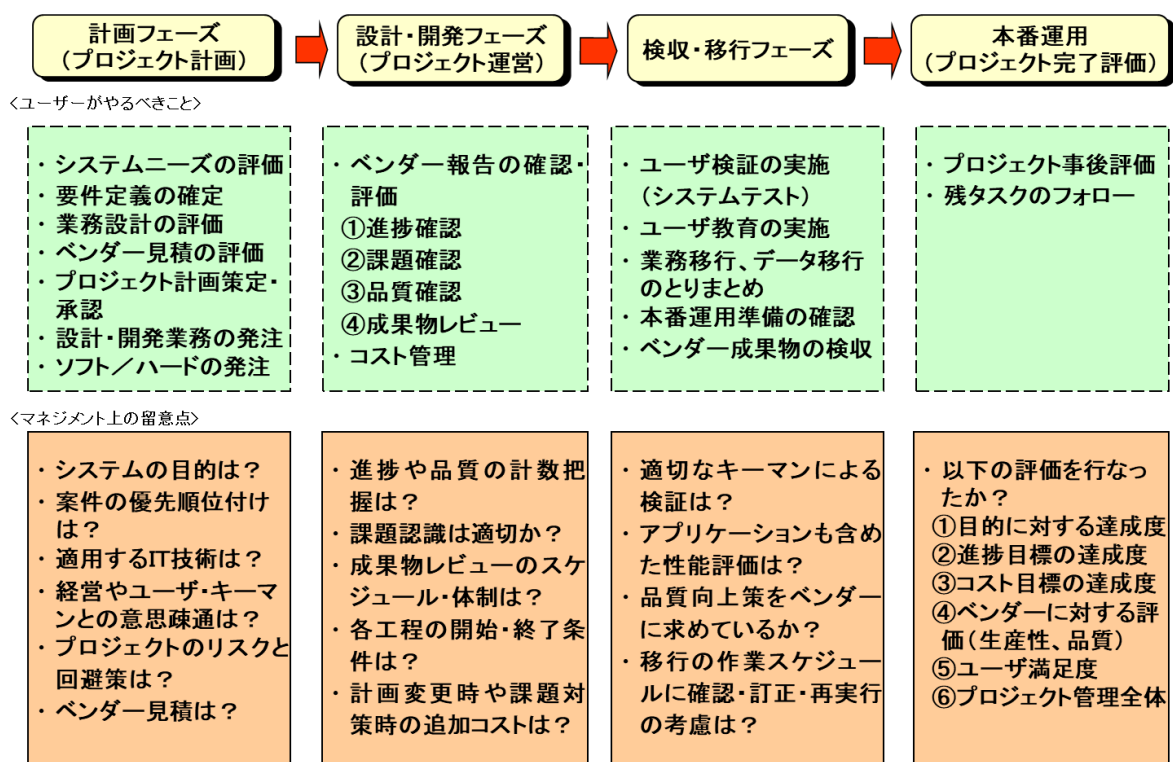 計画フェーズ
(プロジェクト計画)
設計・開発フェーズ
(プロジェクト運営)
検収・移行フェーズ
本番運用
(プロジェクト完了評価)
<ユーザーがやるべきこと>
・システムニーズの評価
・要件定義の確定
・業務設計の評価
・ベンダー見積の評価
・プロジェクト計画策定・
承認
・設計・開発業務の発注
・ソフト／ハードの発注
・ベンダー報告の確認・
評価
①進捗確認
②課題確認
③品質確認
④成果物レビュー
・コスト管理
・ユーザ検証の実施
(システムテスト)
・ユーザ教育の実施
・業務移行、データ移行
のとりまとめ
・本番運用準備の確認
・ベンダー成果物の検収
・プロジェクト事後評価
・残タスクのフォロー
<マネジメント上の留意点>
・システムの目的は？
・案件の優先順位付け
は？
・適用するIT技術は？
・経営やユーザ・キーマ
ンとの意思疎通は？
・プロジェクトのリスクと
回避策は？
・ベンダー見積は？
・進捗や品質の計数把
握は？
・課題認識は適切か？
・成果物レビューのスケ
ジュール・体制は？
・各工程の開始・終了条
件は？
・計画変更時や課題対
策時の追加コストは？
・適切なキーマンによる
検証は？
・アプリケーションも含め
た性能評価は？
・品質向上策をベンダー
に求めているか？
・移行の作業スケジュー
ルに確認・訂正・再実行
の考慮は？
・以下の評価を行なっ
たか？
①目的に対する達成度
②進捗目標の達成度
③コスト目標の達成度
④ベンダーに対する評
価(生産性、品質)
⑤ユーザ満足度
⑥プロジェクト管理全体